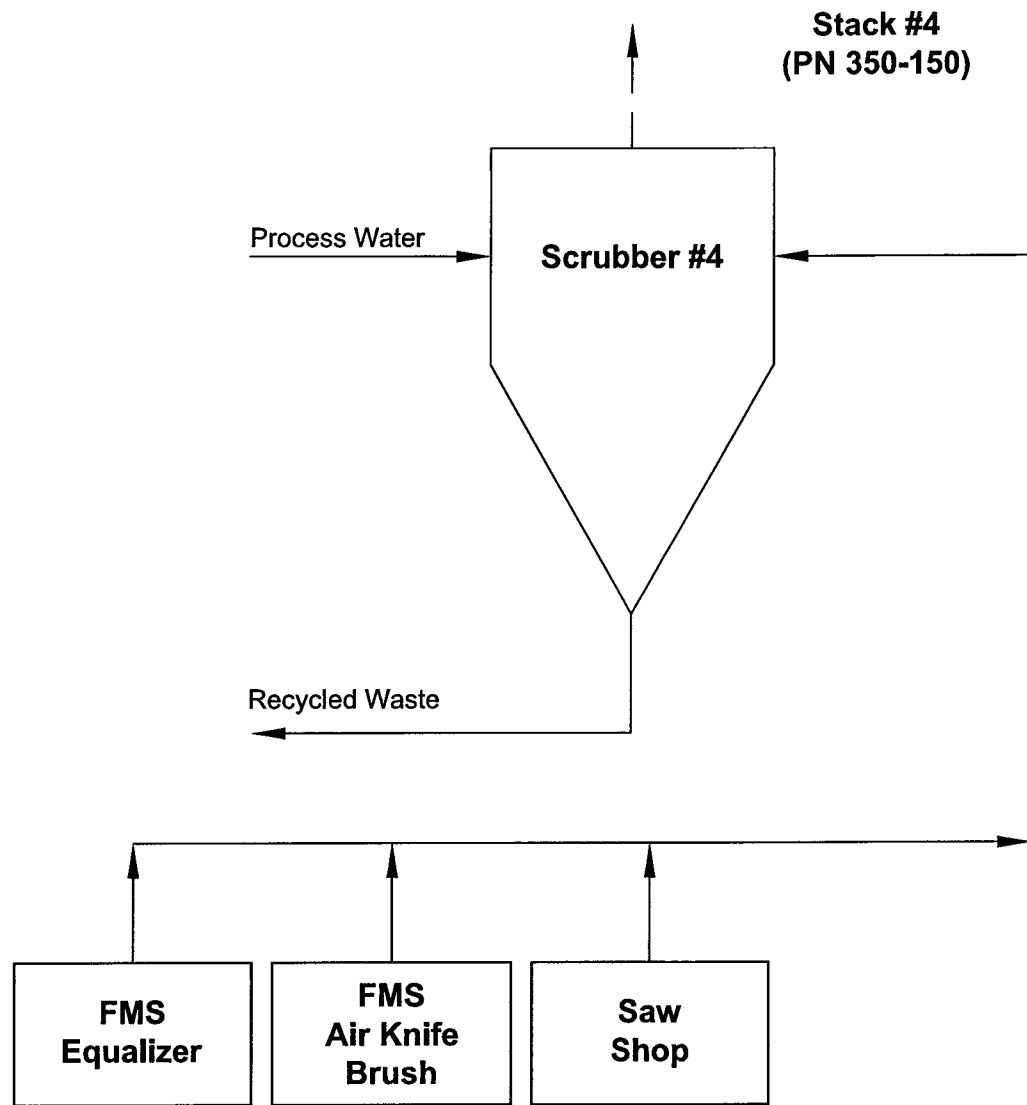 Stack #4
(PN 350-150)
Process Water
Scrubber #4
Recycled Waste
FMS
Equalizer
FMS
Air Knife
Brush
Saw
Shop